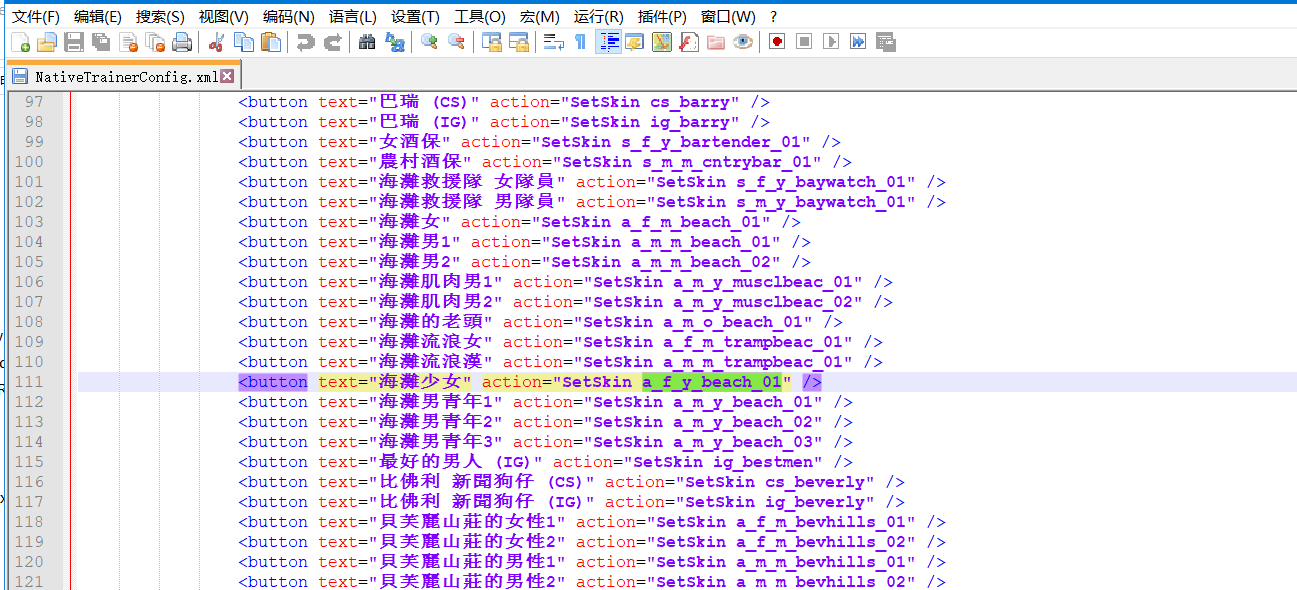 文件(F) 编辑(E) 搜索(S) 视图(V) 编码(N) 语言(L) 设置(T) 工具(O) 宏(M) 运行(R) 插件(P) 窗口(W) ?
NativeTrainerConfig.xml
97 <button text="巴瑞 (CS)" action="SetSkin cs_barry" />
98 <button text="巴瑞 (IG)" action="SetSkin ig_barry" />
99 <button text="女酒保" action="SetSkin s_f_y_bartender_01" />
100 <button text="農村酒保" action="SetSkin s_m_m_cntrybar_01" />
101 <button text="海灘救援隊 女隊員" action="SetSkin s_f_y_baywatch_01" />
102 <button text="海灘救援隊 男隊員" action="SetSkin s_m_y_baywatch_01" />
103 <button text="海灘女" action="SetSkin a_f_m_beach_01" />
104 <button text="海灘男1" action="SetSkin a_m_m_beach_01" />
105 <button text="海灘男2" action="SetSkin a_m_m_beach_02" />
106 <button text="海灘肌肉男1" action="SetSkin a_m_y_musclbeac_01" />
107 <button text="海灘肌肉男2" action="SetSkin a_m_y_musclbeac_02" />
108 <button text="海灘的老頭" action="SetSkin a_m_o_beach_01" />
109 <button text="海灘流浪女" action="SetSkin a_f_m_trampbeac_01" />
110 <button text="海灘流浪漢" action="SetSkin a_m_m_trampbeac_01" />
111 <button text="海灘少女" action="SetSkin a_f_y_beach_01" />
112 <button text="海灘男青年1" action="SetSkin a_m_y_beach_01" />
113 <button text="海灘男青年2" action="SetSkin a_m_y_beach_02" />
114 <button text="海灘男青年3" action="SetSkin a_m_y_beach_03" />
115 <button text="最好的男人 (IG)" action="SetSkin ig_bestmen" />
116 <button text="比佛利 新聞狗仔 (CS)" action="SetSkin cs_beverly" />
117 <button text="比佛利 新聞狗仔 (IG)" action="SetSkin ig_beverly" />
118 <button text="貝芙麗山莊的女性1" action="SetSkin a_f_m_bevhills_01" />
119 <button text="貝芙麗山莊的女性2" action="SetSkin a_f_m_bevhills_02" />
120 <button text="貝芙麗山莊的男性1" action="SetSkin a_m_m_bevhills_01" />
121 <button text="貝芙麗山莊的男性2" action="SetSkin a_m_m_bevhills_02" />